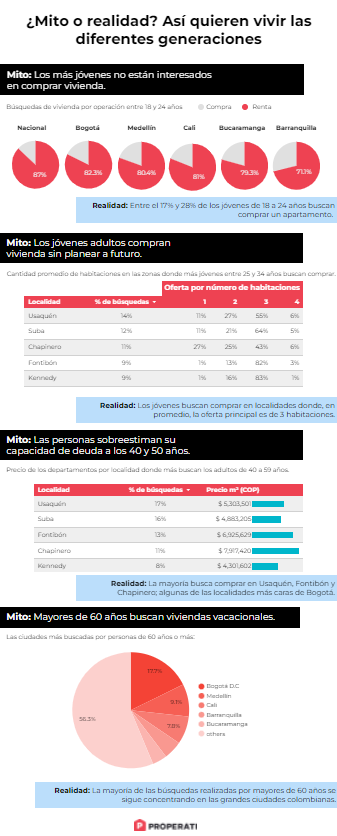 ¿Mito o realidad? Así quieren vivir las
diferentes generaciones
Mito: Los más jóvenes no están interesados
en comprar vivienda.
Búsquedas de vivienda por operación entre 18 y 24 años
Compra
Renta
Nacional
Bogotá
Medellín
Cali
Bucaramanga
Barranquilla
87%
82.3%
80.4%
81%
79.3%
71.1%
Realidad: Entre el 17% y 28% de los jóvenes de 18 a 24 años buscan
comprar un apartamento.
Mito: Los jóvenes adultos compran
vivienda sin planear a futuro.
Cantidad promedio de habitaciones en las zonas donde más jóvenes entre 25 y 34 años buscan comprar.
Oferta por número de habitaciones
Localidad % de búsquedas 1 2 3 4
Usaquén 14% 11% 27% 55% 6%
Suba 12% 11% 21% 64% 5%
Chapinero 11% 27% 25% 43% 6%
Fontibón 9% 1% 13% 82% 3%
Kennedy 9% 1% 16% 83% 1%
Realidad: Los jóvenes buscan comprar en localidades donde, en
promedio, la oferta principal es de 3 habitaciones.
Mito: Las personas sobreestiman su
capacidad de deuda a los 40 y 50 años.
Precio de los departamentos por localidad donde más buscan los adultos de 40 a 59 años.
Localidad % de búsquedas Precio m² (COP)
Usaquén 17% $ 5,303,501
Suba 16% $ 4,883,205
Fontibón 13% $ 6,925,629
Chapinero 11% $ 7,917,420
Kennedy 8% $ 4,301,602
Realidad: La mayoría busca comprar en Usaquén, Fontibón y
Chapinero; algunas de las localidades más caras de Bogotá.
Mito: Mayores de 60 años buscan viviendas vacacionales.
Las ciudades más buscadas por personas de 60 años o más:
17.7%
9.1%
7.8%
56.3%
Bogotá D.C
Medellín
Cali
Barranquilla
Bucaramanga
others
Realidad: La mayoría de las búsquedas realizadas por mayores de 60 años se
sigue concentrando en las grandes ciudades colombianas.
PROPERATI